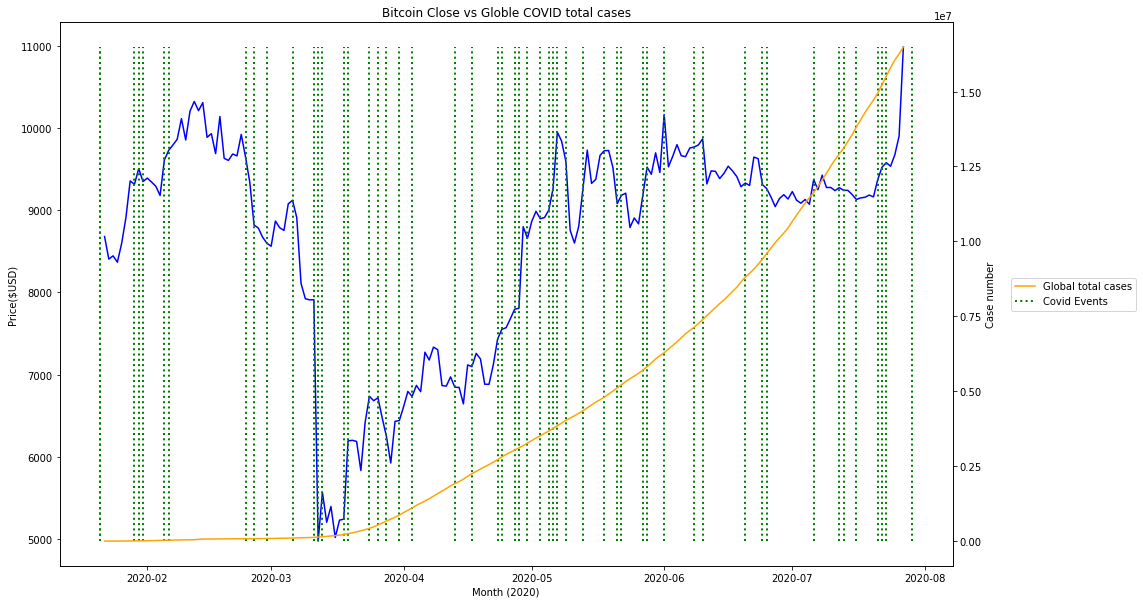 Bitcoin Close vs Globle COVID total cases
1e7
11000
10000
9000
8000
7000
6000
5000
Price($USD)
1.50
1.25
1.00
0.75
0.50
0.25
0.00
Case number
Global total cases
Covid Events
2020-02 2020-03 2020-04 2020-05 2020-06 2020-07 2020-08
Month (2020)